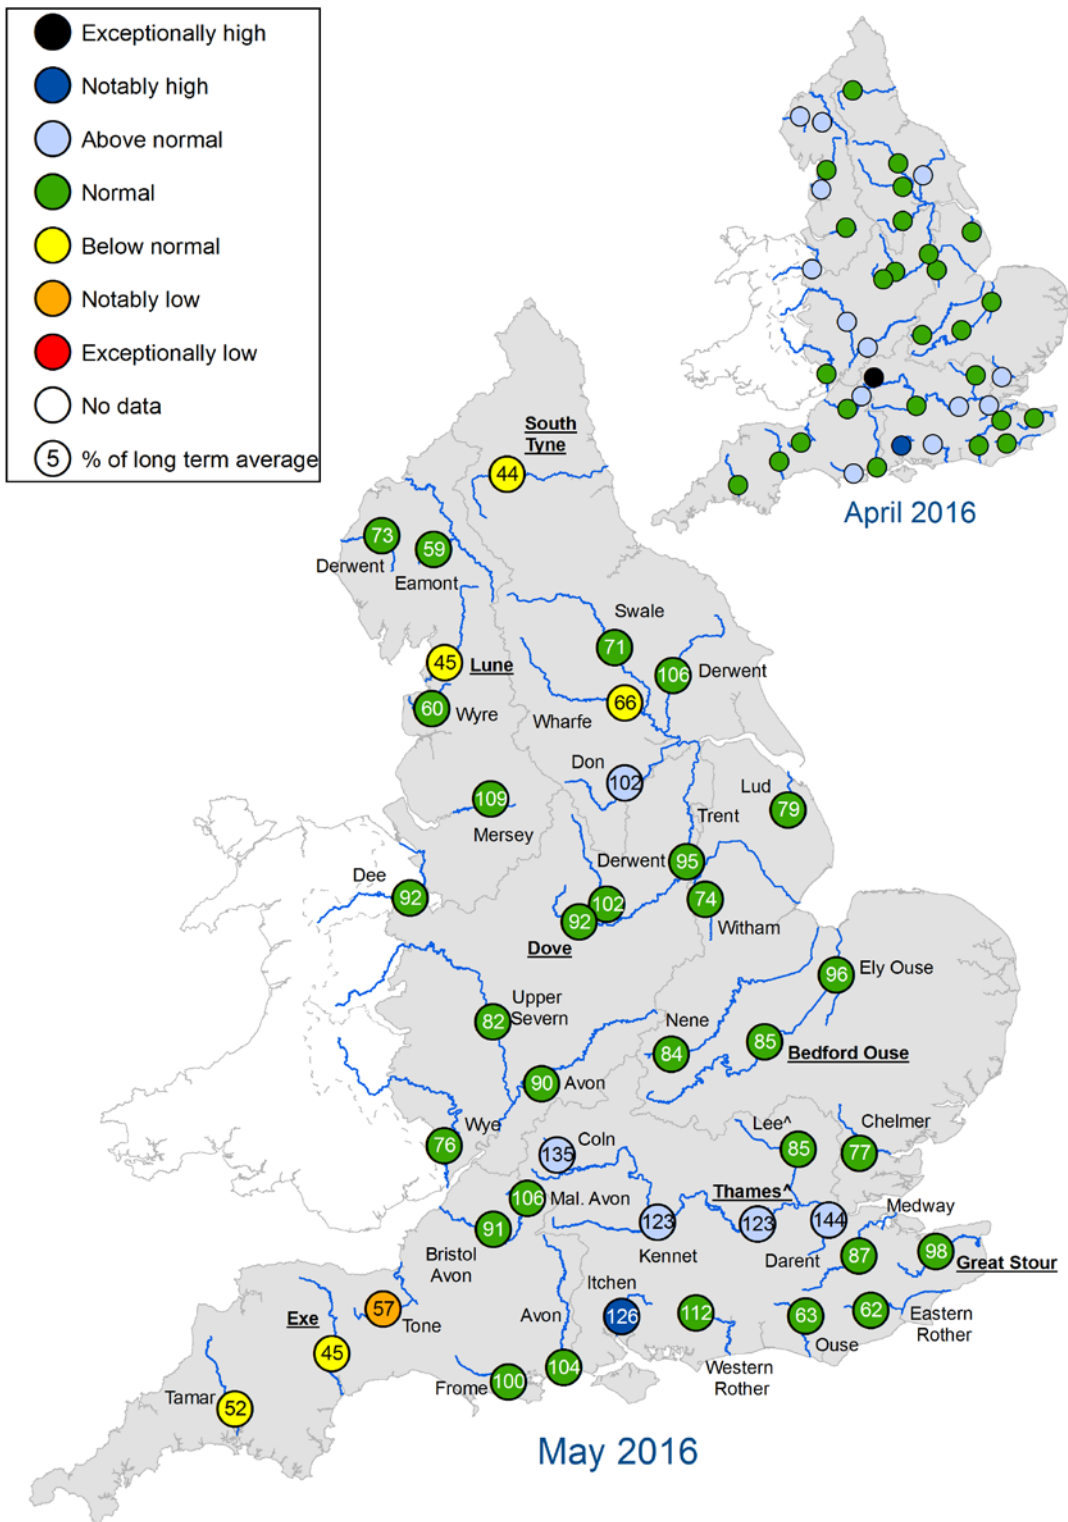 Exceptionally high
Notably high
Above normal
Normal
Below normal
Notably low
Exceptionally low
No data
5 % of long term average
April 2016
South
Tyne
44
73
Derwent
59
Eamont
Swale
71
45
Lune
106
Derwent
60
Wyre
66
Wharfe
Don
102
109
Mersey
Lud
79
Trent
Derwent
95
Dee
92
102
92
Dove
74
Witham
Ely Ouse
96
Upper
Severn
82
Nene
84
85
Bedford Ouse
90
Avon
Wye
76
Coln
135
Lee^
85
Chelmer
77
106
Mal. Avon
Thames^
123
123
144
Medway
91
Bristol
Avon
Kennet
Darent
87
98
Great Stour
Itchen
57
Tone
Avon
126
112
63
62
Eastern
Rother
Exe
45
Ouse
Western
Rother
104
Frome
100
Tamar
52
May 2016